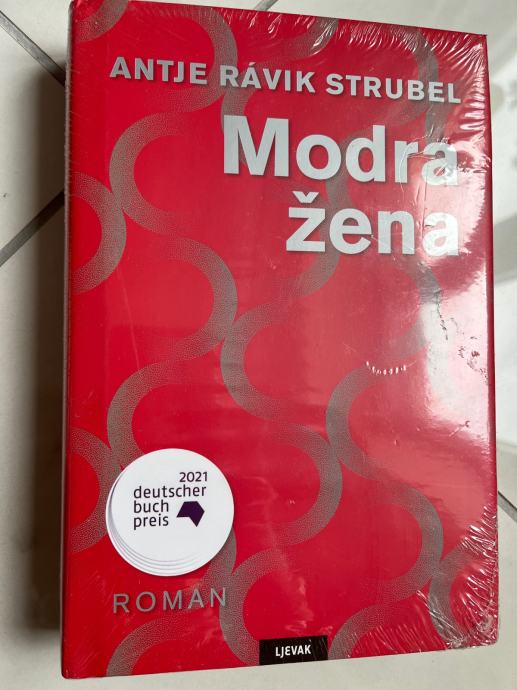 ANTJE RÁVIK STRUBEL
Modra
žena
2021
deutscher
buch
preis
ROMAN
LJEVAK